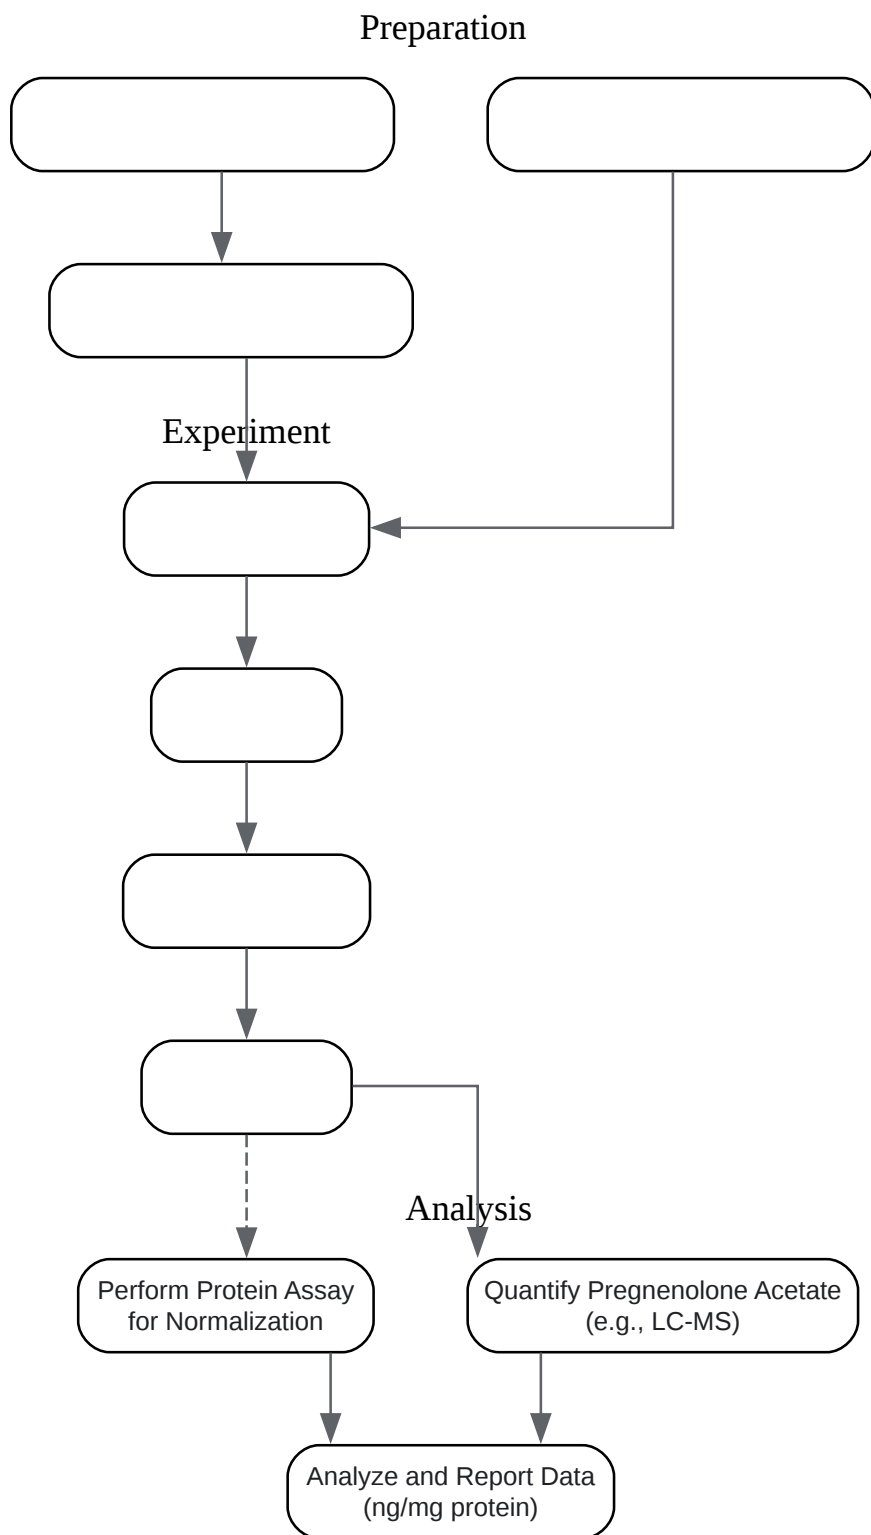 Preparation
Experiment
Analysis
Perform Protein Assay
for Normalization
Quantify Pregnenolone Acetate
(e.g., LC-MS)
Analyze and Report Data
(ng/mg protein)